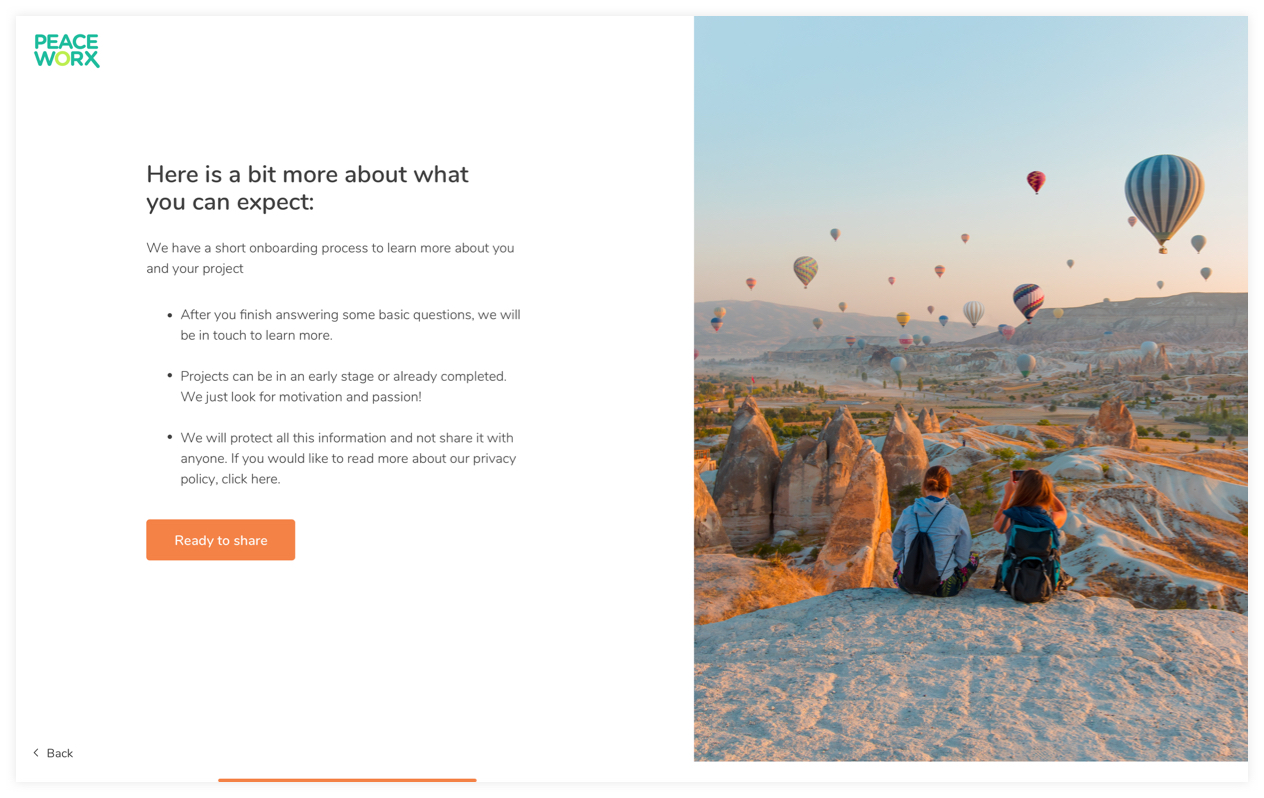 PEACE
WORX
Here is a bit more about what
you can expect:
We have a short onboarding process to learn more about you
and your project
• After you finish answering some basic questions, we will
be in touch to learn more.
• Projects can be in an early stage or already completed.
We just look for motivation and passion!
• We will protect all this information and not share it with
anyone. If you would like to read more about our privacy
policy, click here.
Ready to share
Back